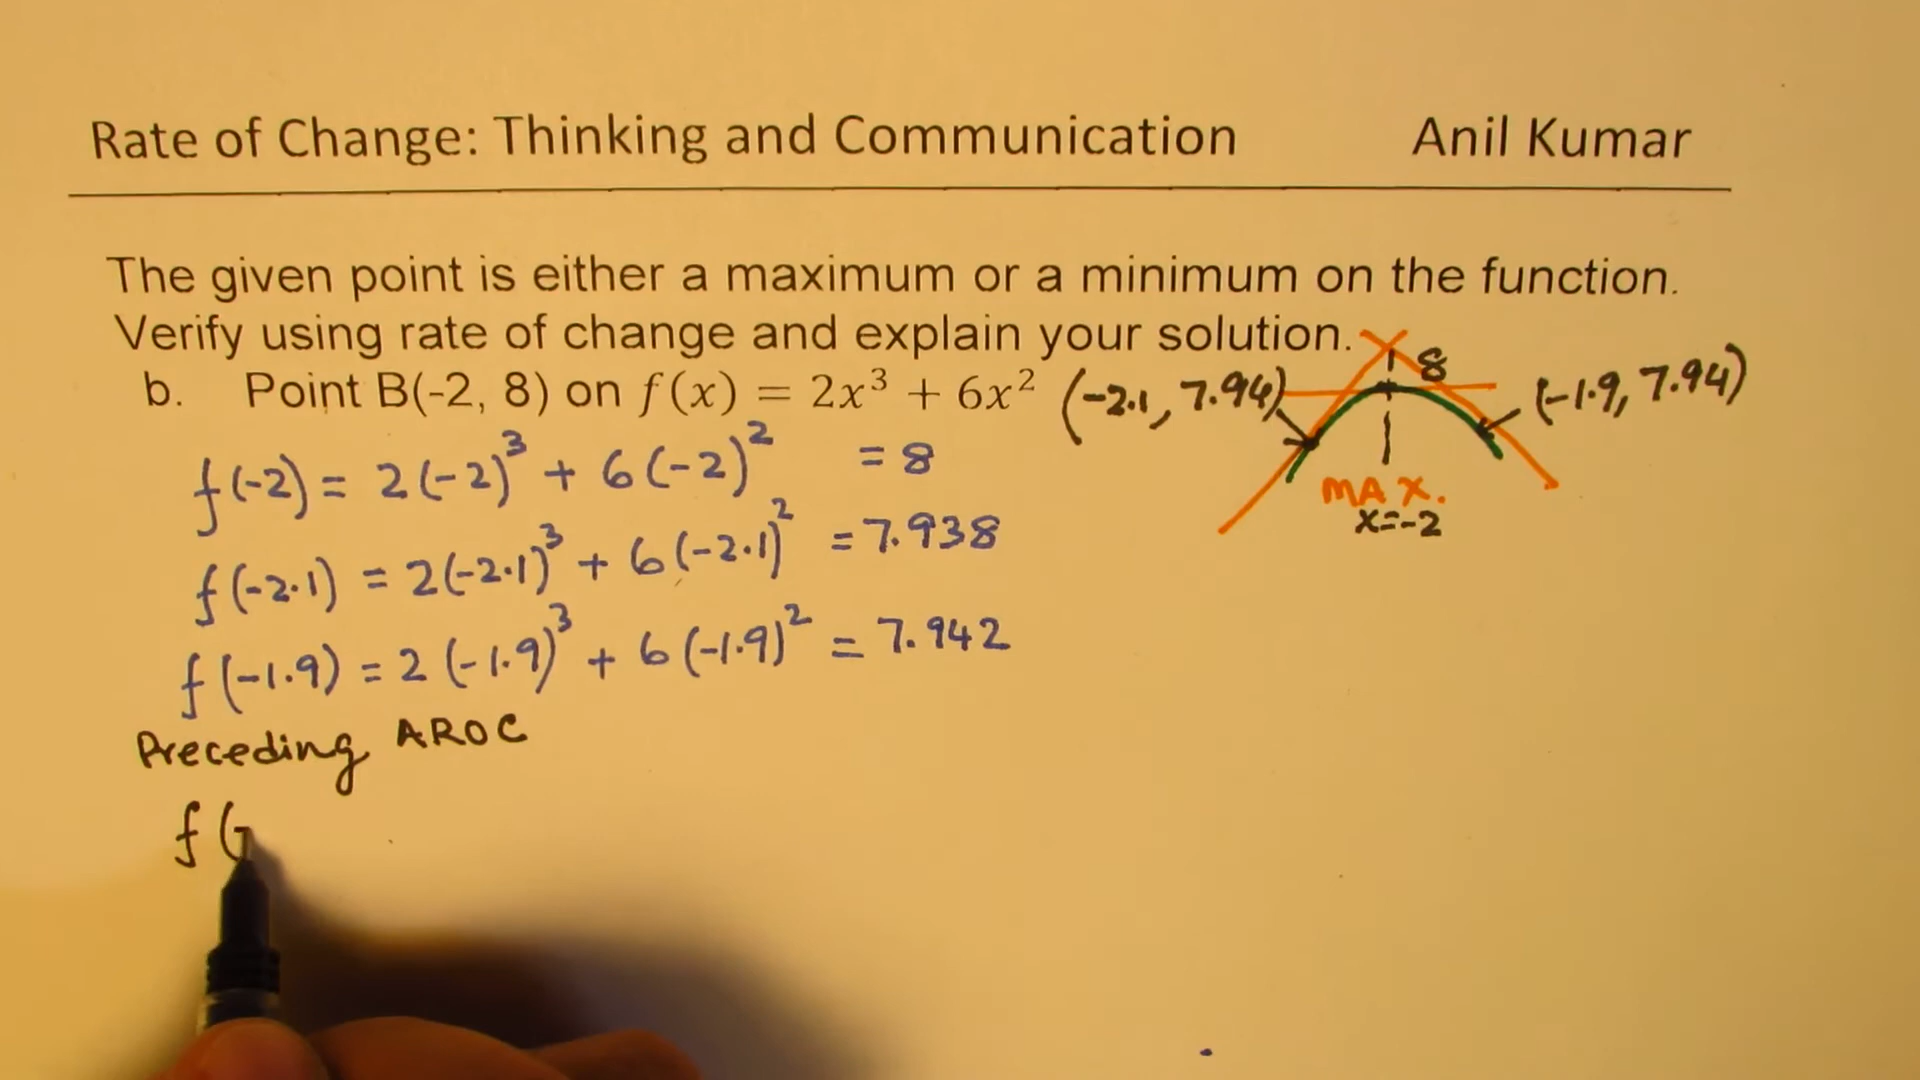 Rate of Change: Thinking and Communication Anil Kumar
The given point is either a maximum or a minimum on the function.
Verify using rate of change and explain your solution.
b. Point B(-2, 8) on f(x) = 2x³ + 6x²
(-2.1, 7.94)
8
(-1.9, 7.94)
MAX.
x=-2
f(-2) = 2(-2)³ + 6(-2)² = 8
f(-2.1) = 2(-2.1)³ + 6(-2.1)² = 7.938
f(-1.9) = 2(-1.9)³ + 6(-1.9)² = 7.942
Preceding AROC
f(-